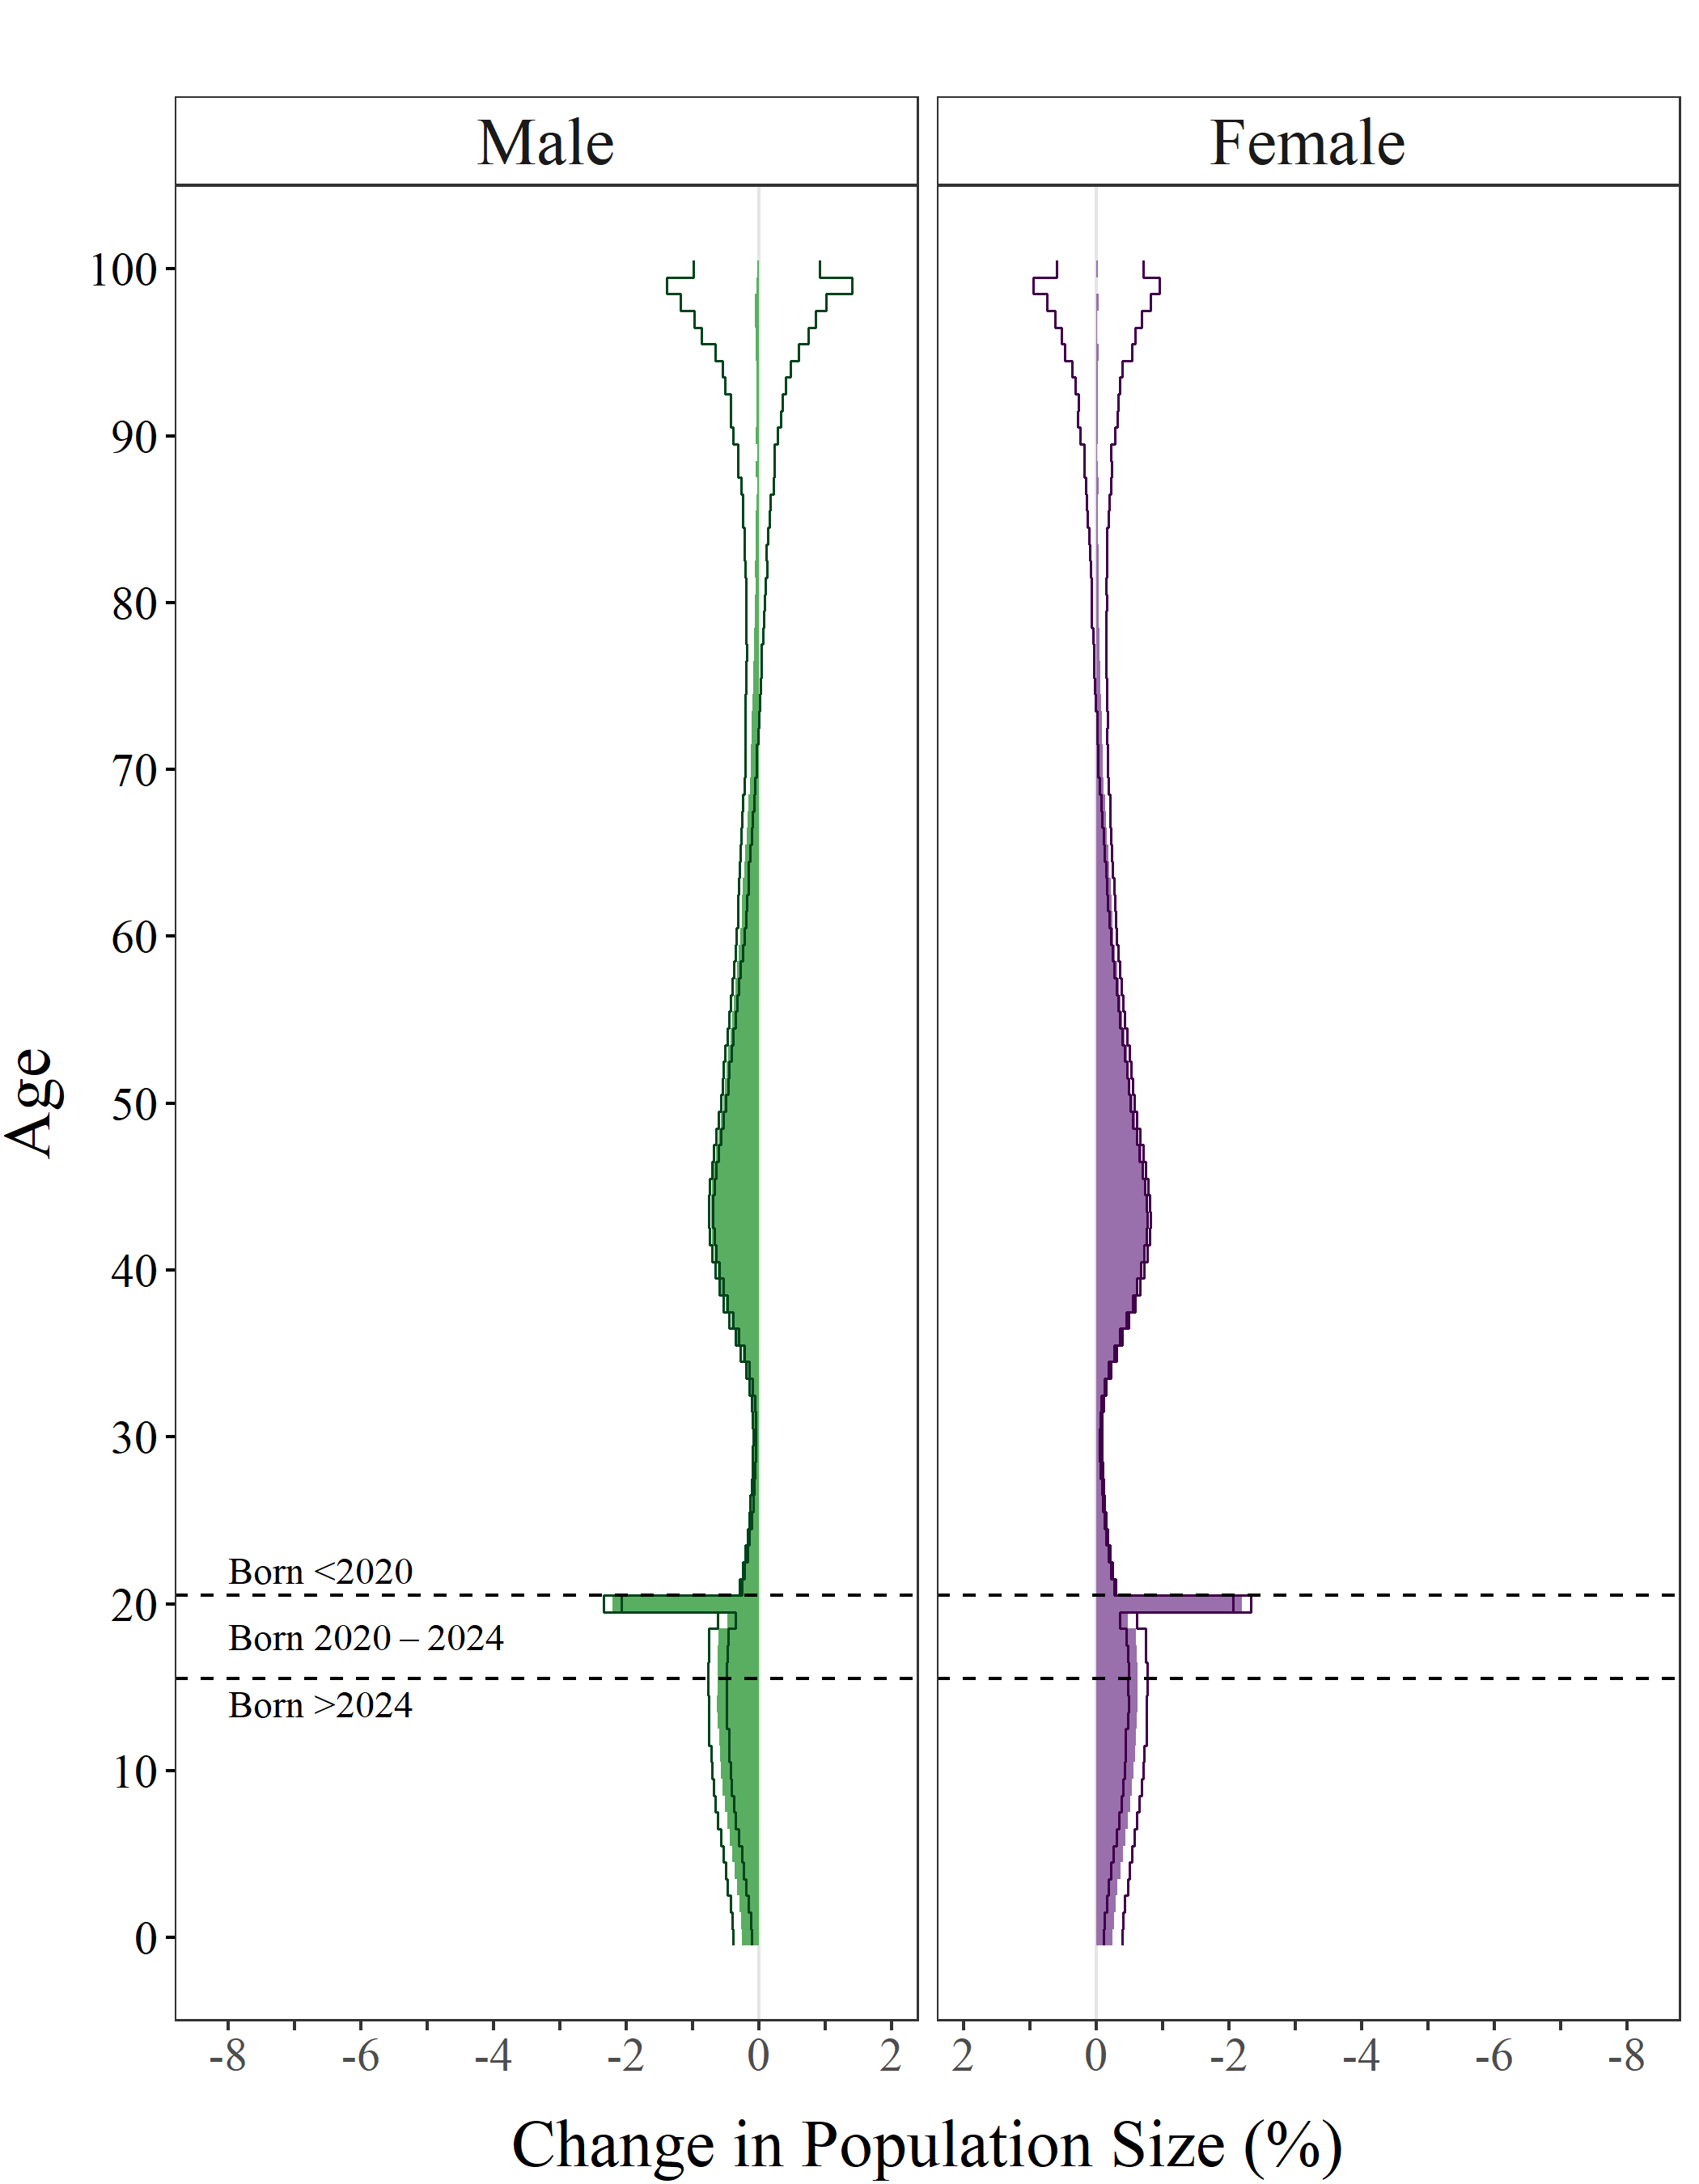 Male Female
100
90
80
70
60
50
40
30
20
10
0
Age
Born <2020
Born 2020 – 2024
Born >2024
-8 -6 -4 -2 0 2 2 0 -2 -4 -6 -8
Change in Population Size (%)